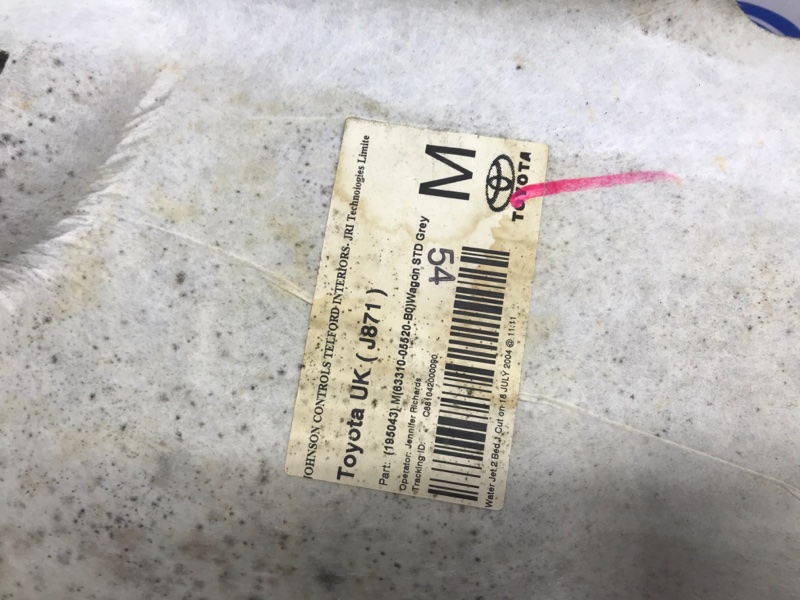 JOHNSON CONTROLS TELFORD INTERIORS. JRI Technologies Limite
Toyota UK ( J871 )
Part: (195043) M(63310-05520-B0)Wagon STD Grey
Operator: Jennifer Richards
Tracking ID: C881042000090
54
M
TOYOTA
Water Jet 2 Bed J Cut on 18 JULY 2004 @ 11:11